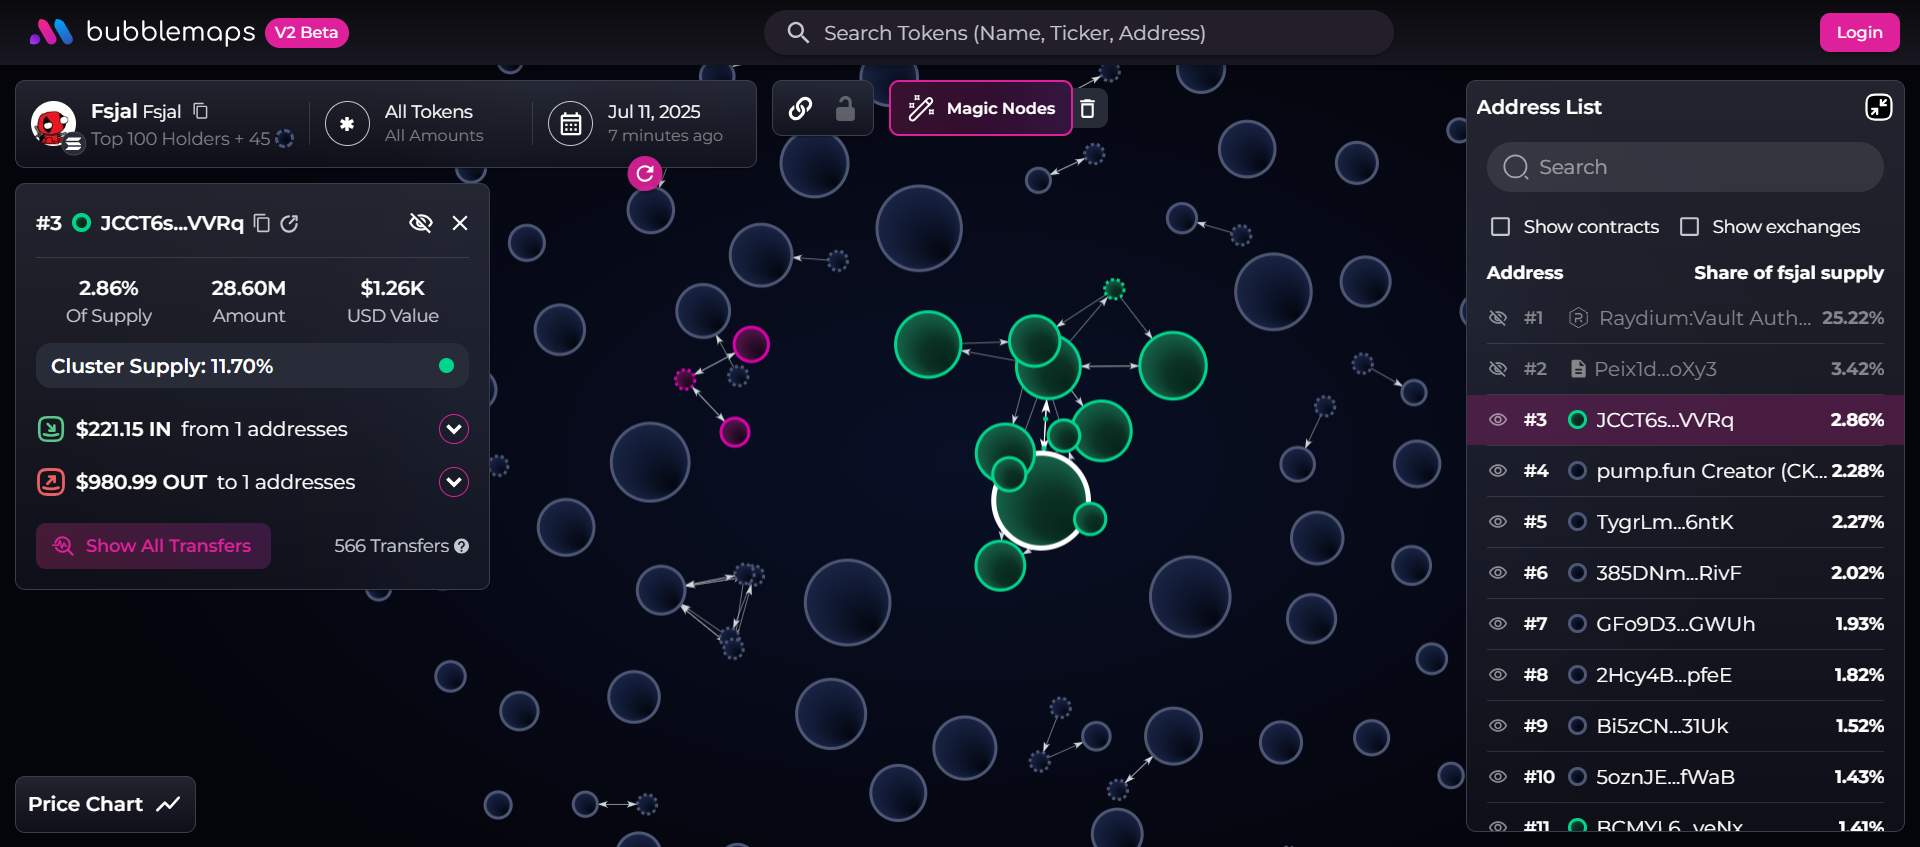 bubblemaps V2 Beta
Search Tokens (Name, Ticker, Address)
Login
Fsjal Fsjal
Top 100 Holders + 45
All Tokens
All Amounts
Jul 11, 2025
7 minutes ago
Magic Nodes
#3 JCCT6s...VVRq
2.86% 28.60M $1.26K
Of Supply Amount USD Value
Cluster Supply: 11.70%
$221.15 IN from 1 addresses
$980.99 OUT to 1 addresses
Show All Transfers 566 Transfers
Price Chart
Address List
Search
Show contracts Show exchanges
Address Share of fsjal supply
#1 Raydium:Vault Auth... 25.22%
#2 Peix1d...oXy3 3.42%
#3 JCCT6s...VVRq 2.86%
#4 pump.fun Creator (CK... 2.28%
#5 TygrLm...6ntK 2.27%
#6 385DNm...RivF 2.02%
#7 GFo9D3...GWUh 1.93%
#8 2Hcy4B...pfeE 1.82%
#9 Bi5zCN...31Uk 1.52%
#10 5oznJE...fWaB 1.43%
#11 1.41%